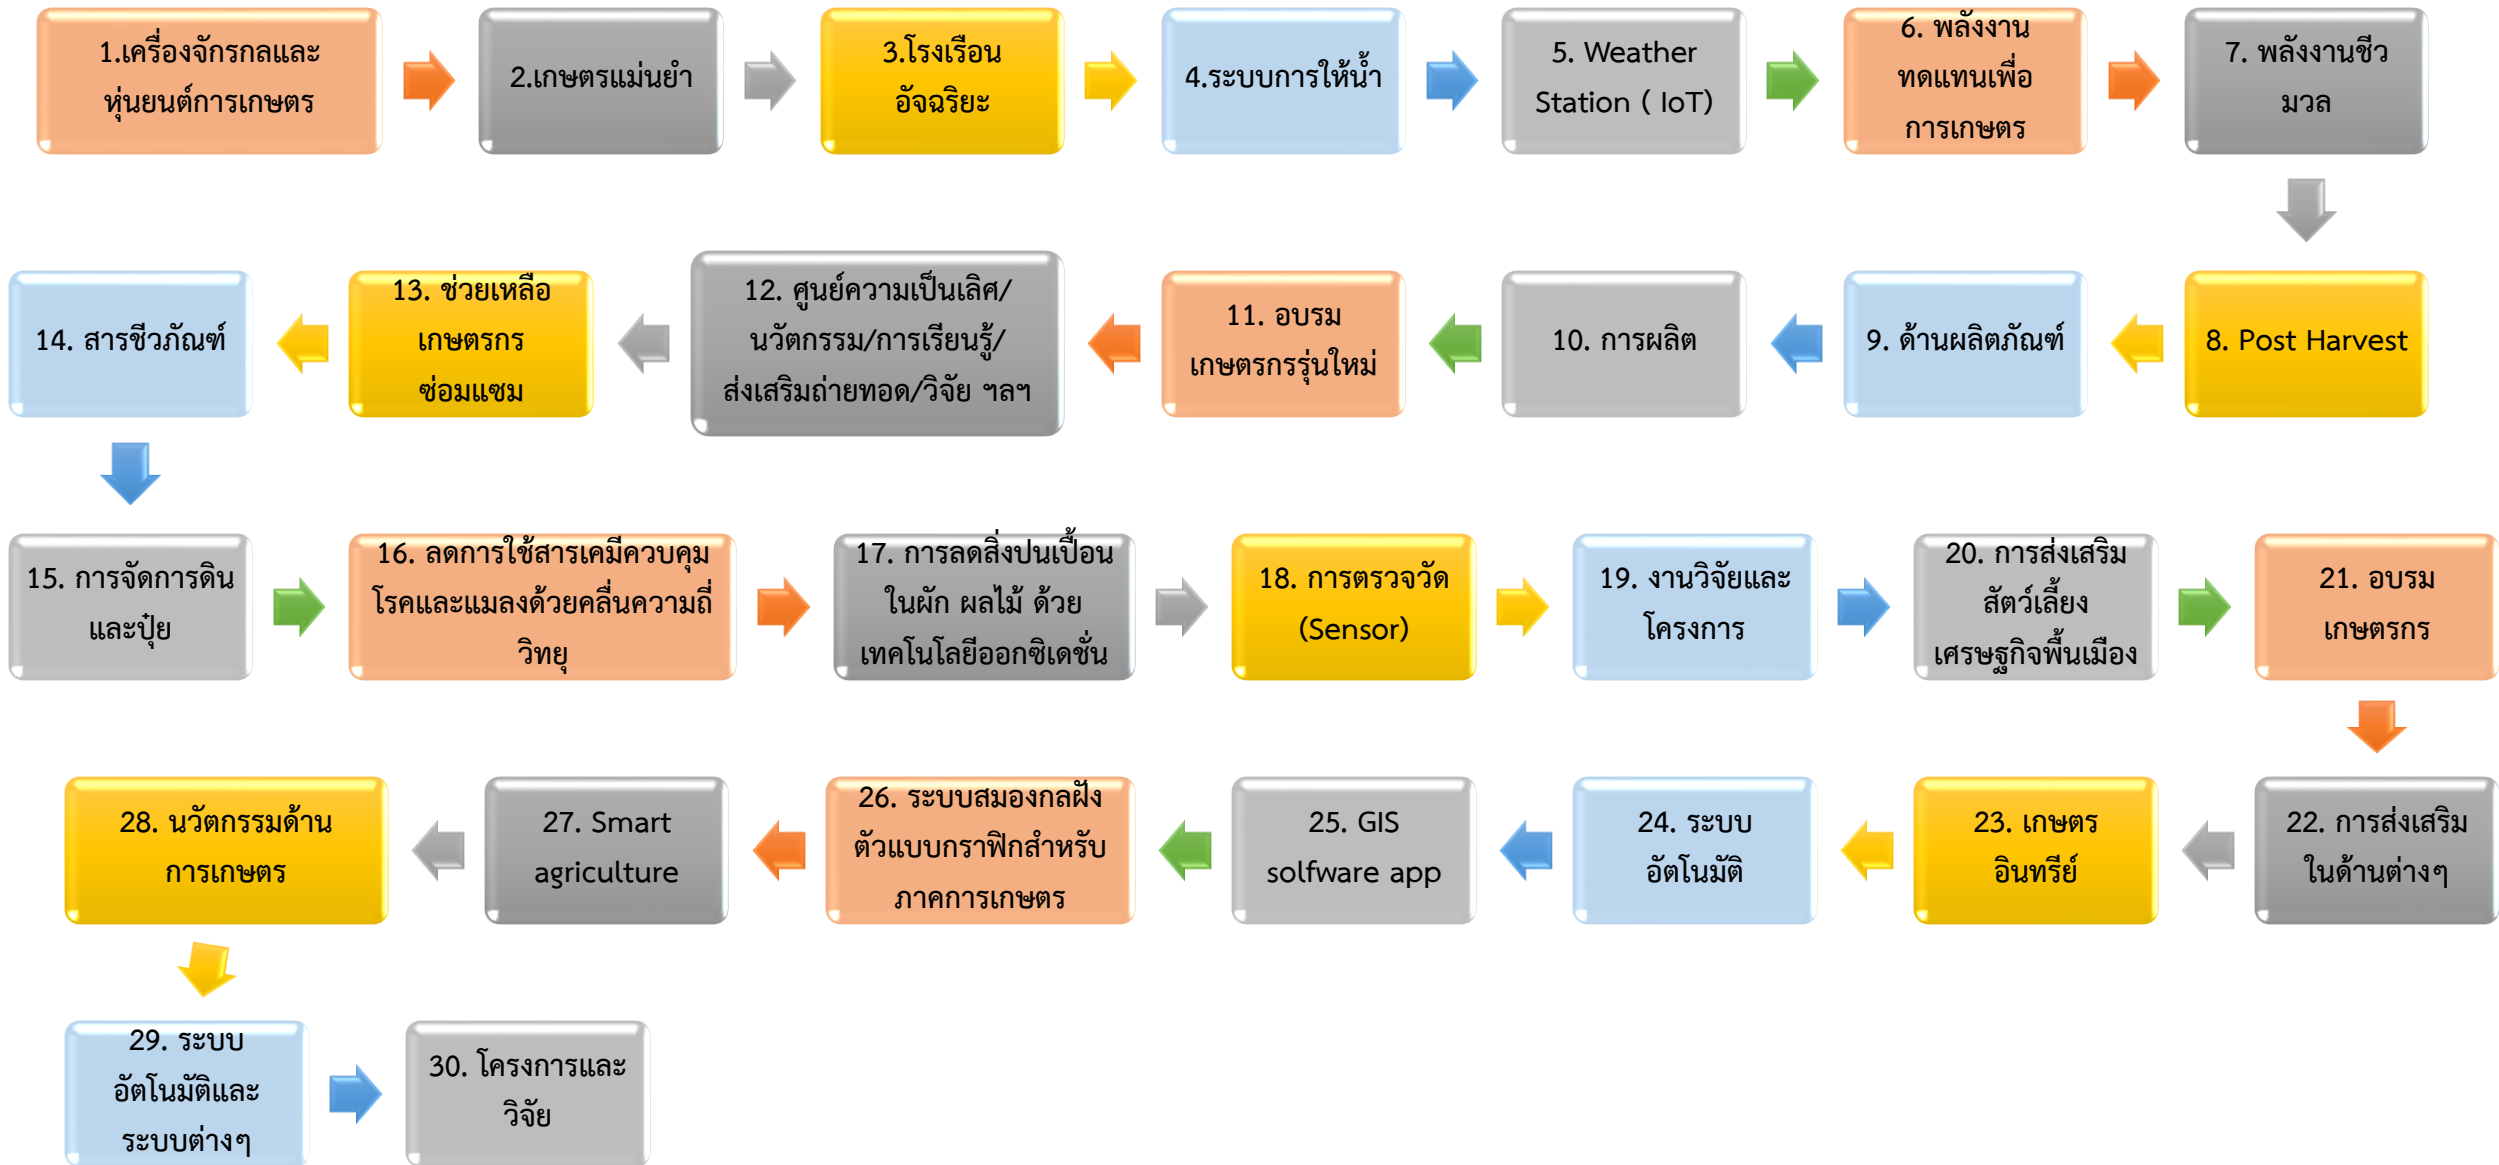 1.เครื่องจักรกลและ
หุ่นยนต์การเกษตร
2.เกษตรแม่นยำ
3.โรงเรือน
อัจฉริยะ
4.ระบบการให้น้ำ
5. Weather
Station ( IoT)
6. พลังงาน
ทดแทนเพื่อ
การเกษตร
7. พลังงานชีว
มวล
8. Post Harvest
9. ด้านผลิตภัณฑ์
10. การผลิต
11. อบรม
เกษตรกรรุ่นใหม่
12. ศูนย์ความเป็นเลิศ/
นวัตกรรม/การเรียนรู้/
ส่งเสริมถ่ายทอด/วิจัย ฯลฯ
13. ช่วยเหลือ
เกษตรกร
ซ่อมแซม
14. สารชีวภัณฑ์
15. การจัดการดิน
และปุ๋ย
16. ลดการใช้สารเคมีควบคุม
โรคและแมลงด้วยคลื่นความถี่
วิทยุ
17. การลดสิ่งปนเปื้อน
ในผัก ผลไม้ ด้วย
เทคโนโลยีออกซิเดชั่น
18. การตรวจวัด
(Sensor)
19. งานวิจัยและ
โครงการ
20. การส่งเสริม
สัตว์เลี้ยง
เศรษฐกิจพื้นเมือง
21. อบรม
เกษตรกร
22. การส่งเสริม
ในด้านต่างๆ
23. เกษตร
อินทรีย์
24. ระบบ
อัตโนมัติ
25. GIS
solfware app
26. ระบบสมองกลฝัง
ตัวแบบกราฟิกสำหรับ
ภาคการเกษตร
27. Smart
agriculture
28. นวัตกรรมด้าน
การเกษตร
29. ระบบ
อัตโนมัติและ
ระบบต่างๆ
30. โครงการและ
วิจัย